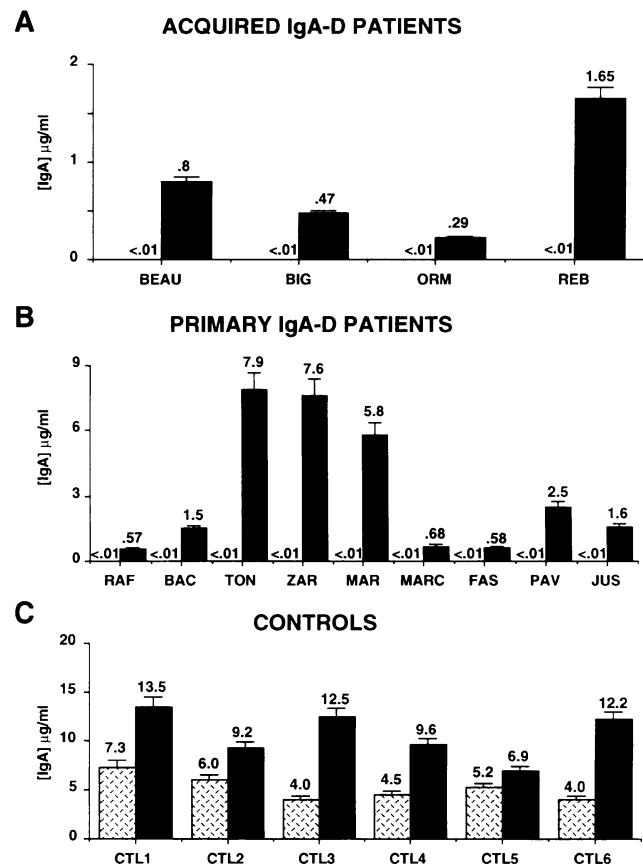 A
ACQUIRED IgA-D PATIENTS
[IgA] µg/ml
2
1
0
<.01 .8
<.01 .47
<.01 .29
<.01 1.65
BEAU BIG ORM REB
B
PRIMARY IgA-D PATIENTS
[IgA] µg/ml
9
6
3
0
<.01 .57
<.01 1.5
<.01 7.9
<.01 7.6
<.01 5.8
<.01 .68
<.01 .58
<.01 2.5
<.01 1.6
RAF BAC TON ZAR MAR MARC FAS PAV JUS
C
CONTROLS
[IgA] µg/ml
20
15
10
5
0
7.3 13.5
6.0 9.2
4.0 12.5
4.5 9.6
5.2 6.9
4.0 12.2
CTL1 CTL2 CTL3 CTL4 CTL5 CTL6